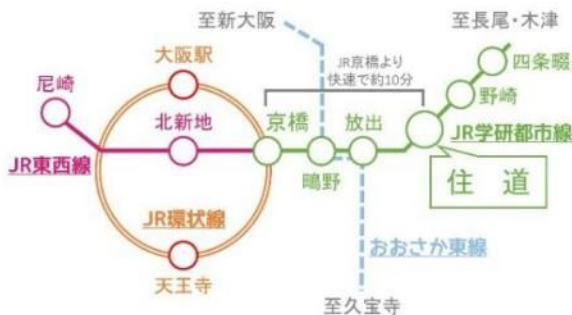 至新大阪
至長尾・木津
大阪駅
JR京橋より
快速で約10分
四条畷
尼崎
野崎
北新地
京橋
放出
JR学研都市線
JR東西線
鴫野
住 道
JR環状線
おおさか東線
天王寺
至久宝寺